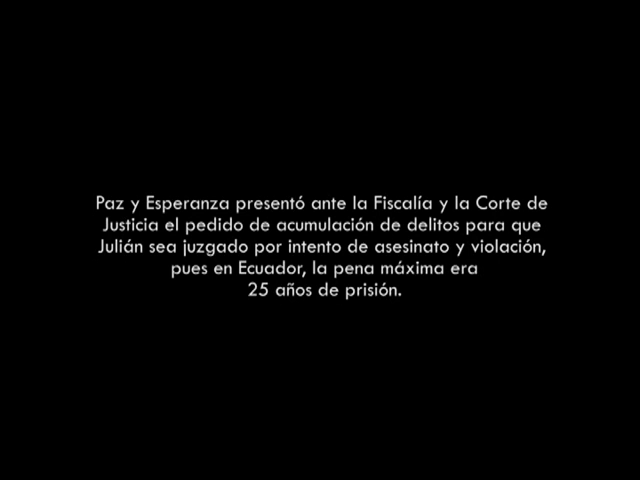 Paz y Esperanza presentó ante la Fiscalía y la Corte de
Justicia el pedido de acumulación de delitos para que
Julián sea juzgado por intento de asesinato y violación,
pues en Ecuador, la pena máxima era
25 años de prisión.